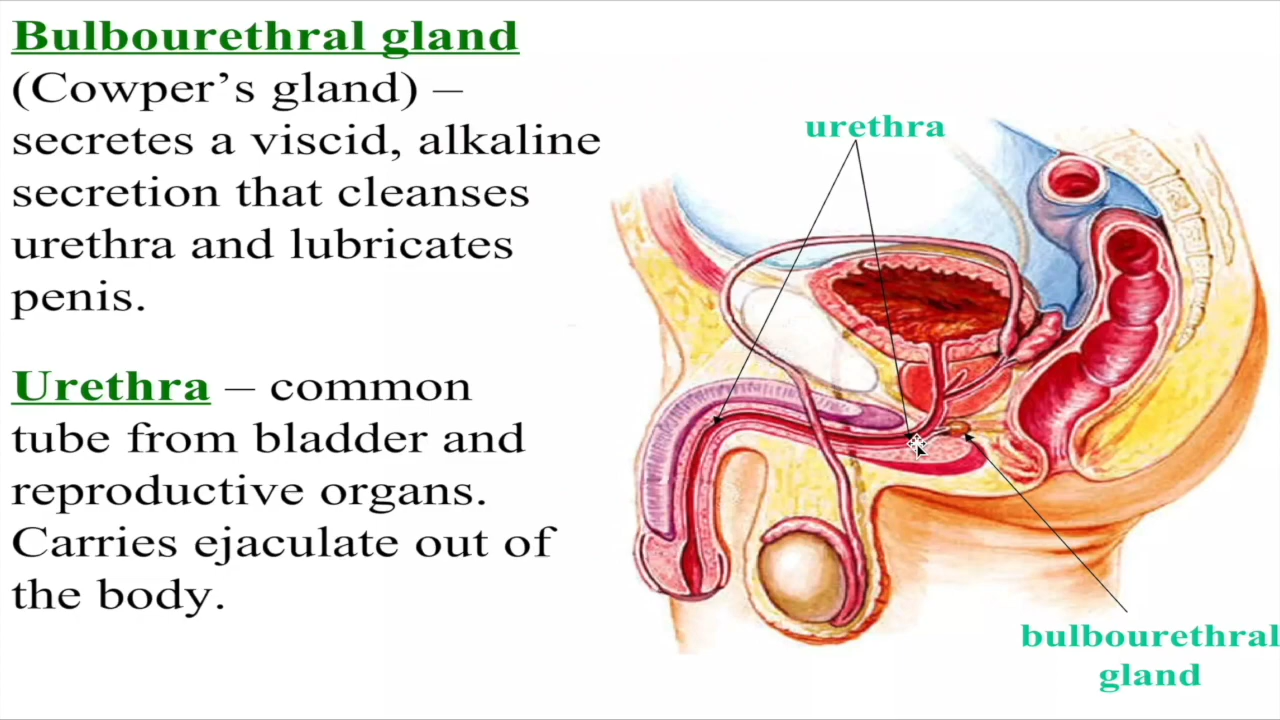 Bulbourethral gland
(Cowper’s gland) –
secretes a viscid, alkaline
secretion that cleanses
urethra and lubricates
penis.
Urethra – common
tube from bladder and
reproductive organs.
Carries ejaculate out of
the body.
urethra
bulbourethral
gland